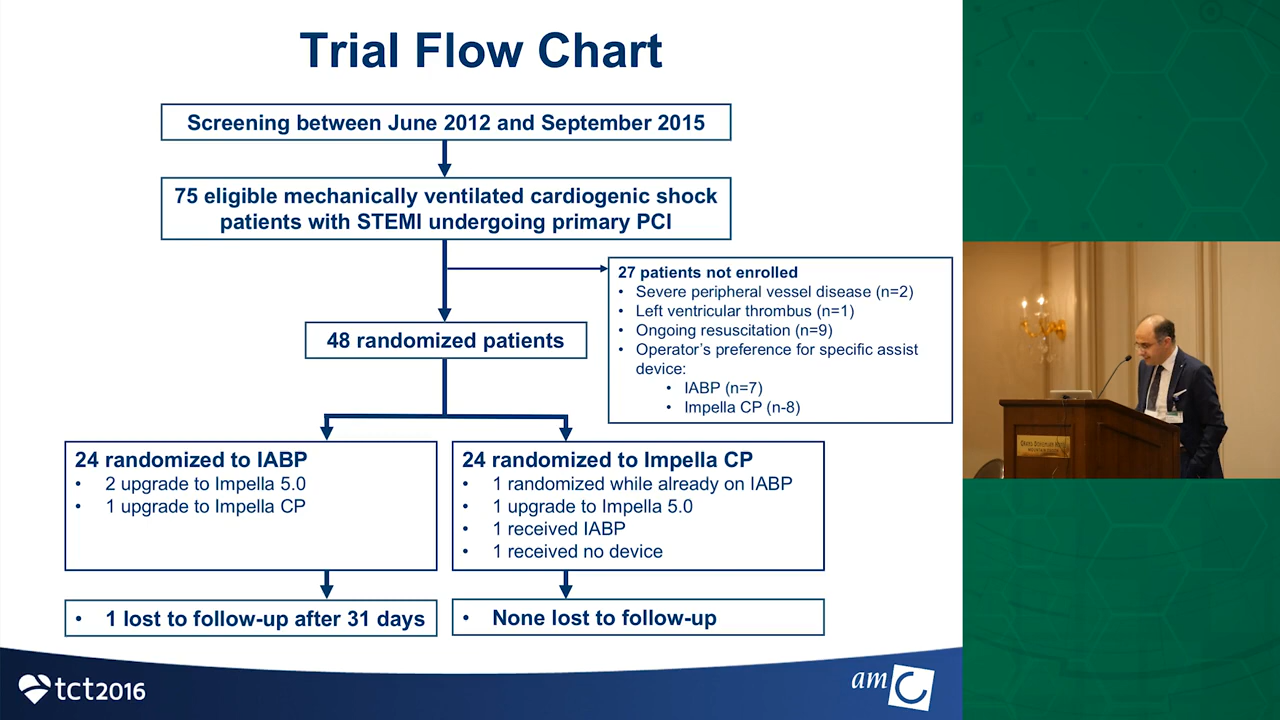 Trial Flow Chart
Screening between June 2012 and September 2015
75 eligible mechanically ventilated cardiogenic shock
patients with STEMI undergoing primary PCI
27 patients not enrolled
• Severe peripheral vessel disease (n=2)
• Left ventricular thrombus (n=1)
• Ongoing resuscitation (n=9)
• Operator's preference for specific assist
device:
• IABP (n=7)
• Impella CP (n-8)
48 randomized patients
24 randomized to IABP
• 2 upgrade to Impella 5.0
• 1 upgrade to Impella CP
24 randomized to Impella CP
• 1 randomized while already on IABP
• 1 upgrade to Impella 5.0
• 1 received IABP
• 1 received no device
• 1 lost to follow-up after 31 days
• None lost to follow-up
tct2016
amc